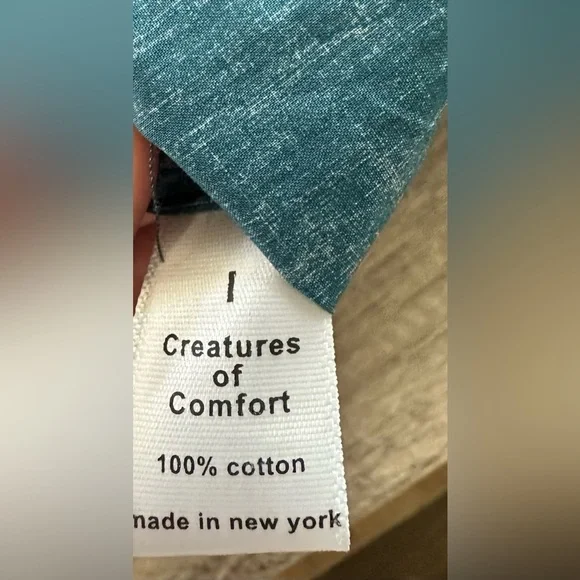 I
Creatures
of
Comfort
100% cotton
made in new york